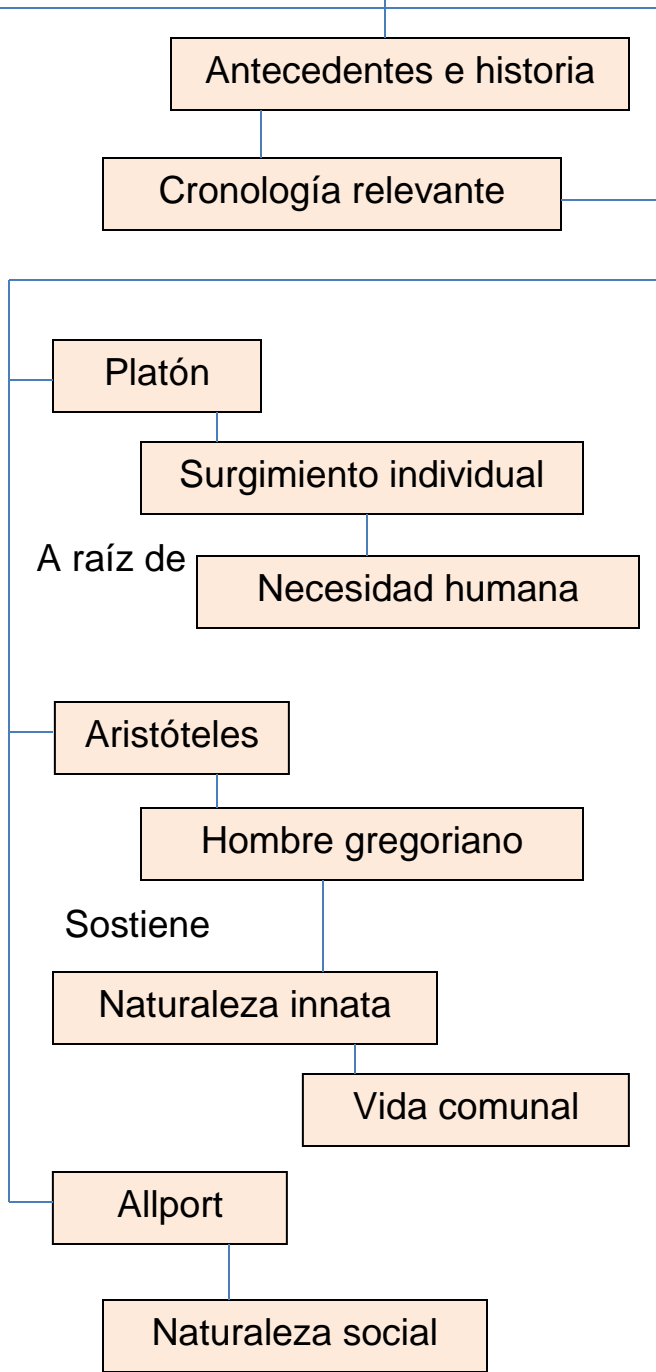 Antecedentes e historia
Cronología relevante
Platón
Surgimiento individual
A raíz de
Necesidad humana
Aristóteles
Hombre gregoriano
Sostiene
Naturaleza innata
Vida comunal
Allport
Naturaleza social